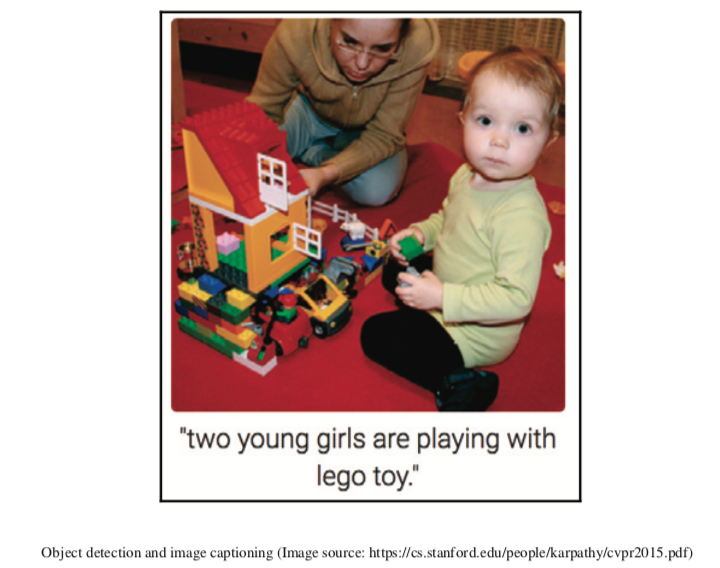 "two young girls are playing with
lego toy."
Object detection and image captioning (Image source: https://cs.stanford.edu/people/karpathy/cvpr2015.pdf)